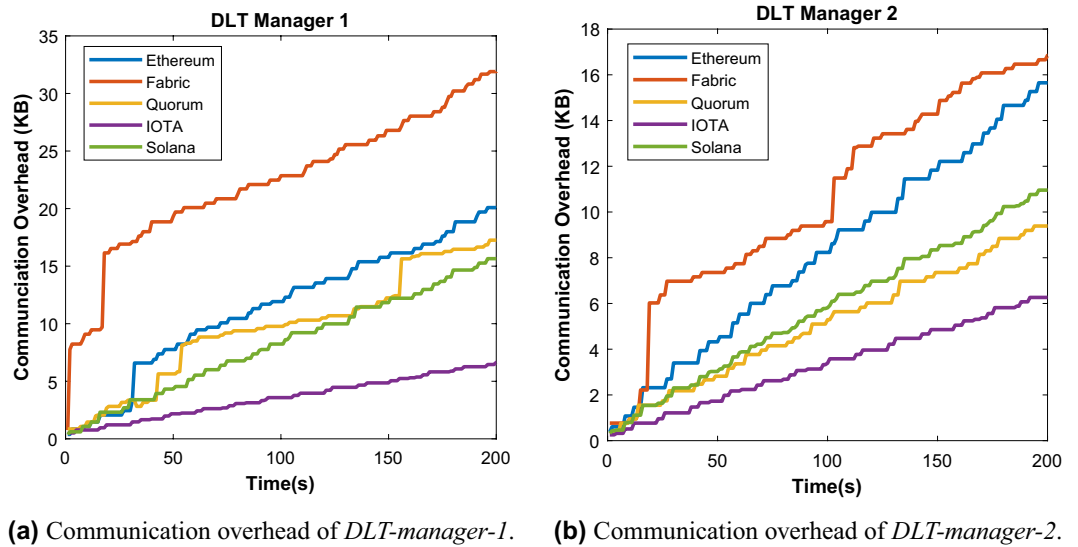 DLT Manager 1
35
30
25
20
15
10
5
0
Communciation Overhead (KB)
Ethereum
Fabric
Quorum
IOTA
Solana
0 50 100 150 200
Time(s)
(a) Communication overhead of DLT-manager-1.
DLT Manager 2
18
16
14
12
10
8
6
4
2
0
Communication Overhead (KB)
Ethereum
Fabric
Quorum
IOTA
Solana
0 50 100 150 200
Time(s)
(b) Communication overhead of DLT-manager-2.